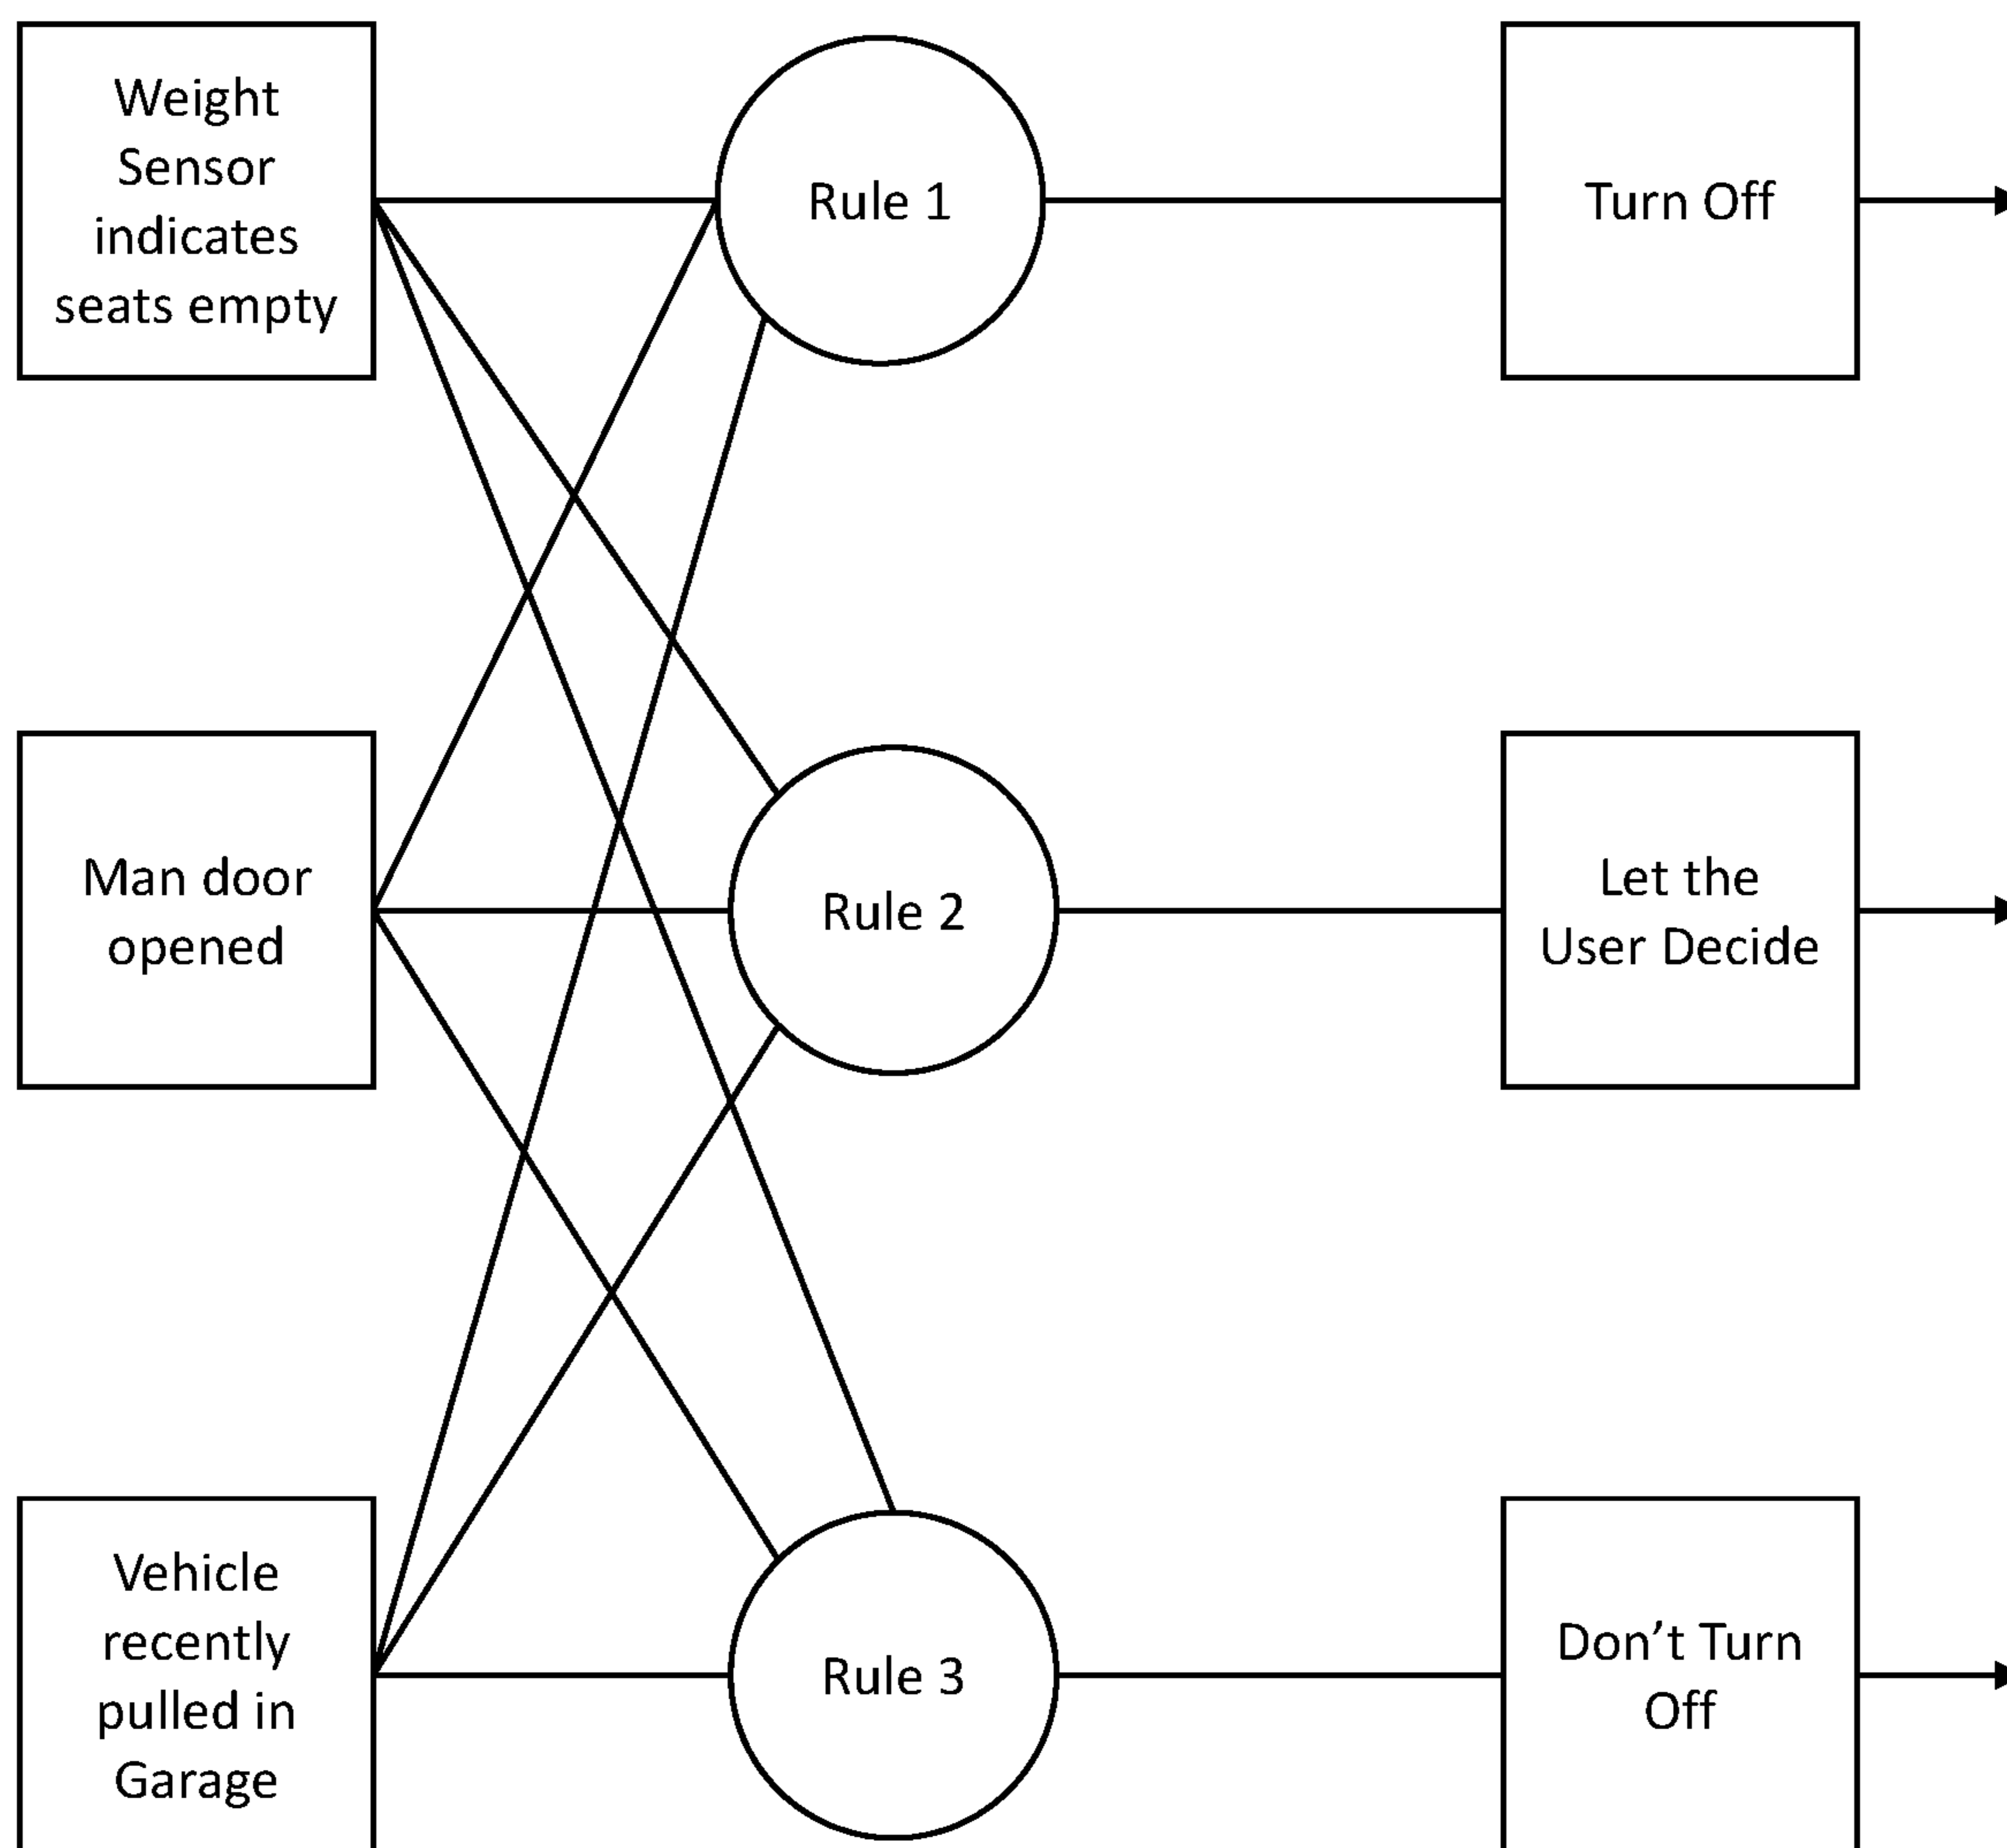 Weight
Sensor
indicates
seats empty
Rule 1
Turn Off
Man door
opened
Rule 2
Let the
User Decide
Vehicle
recently
pulled in
Garage
Rule 3
Don’t Turn
Off